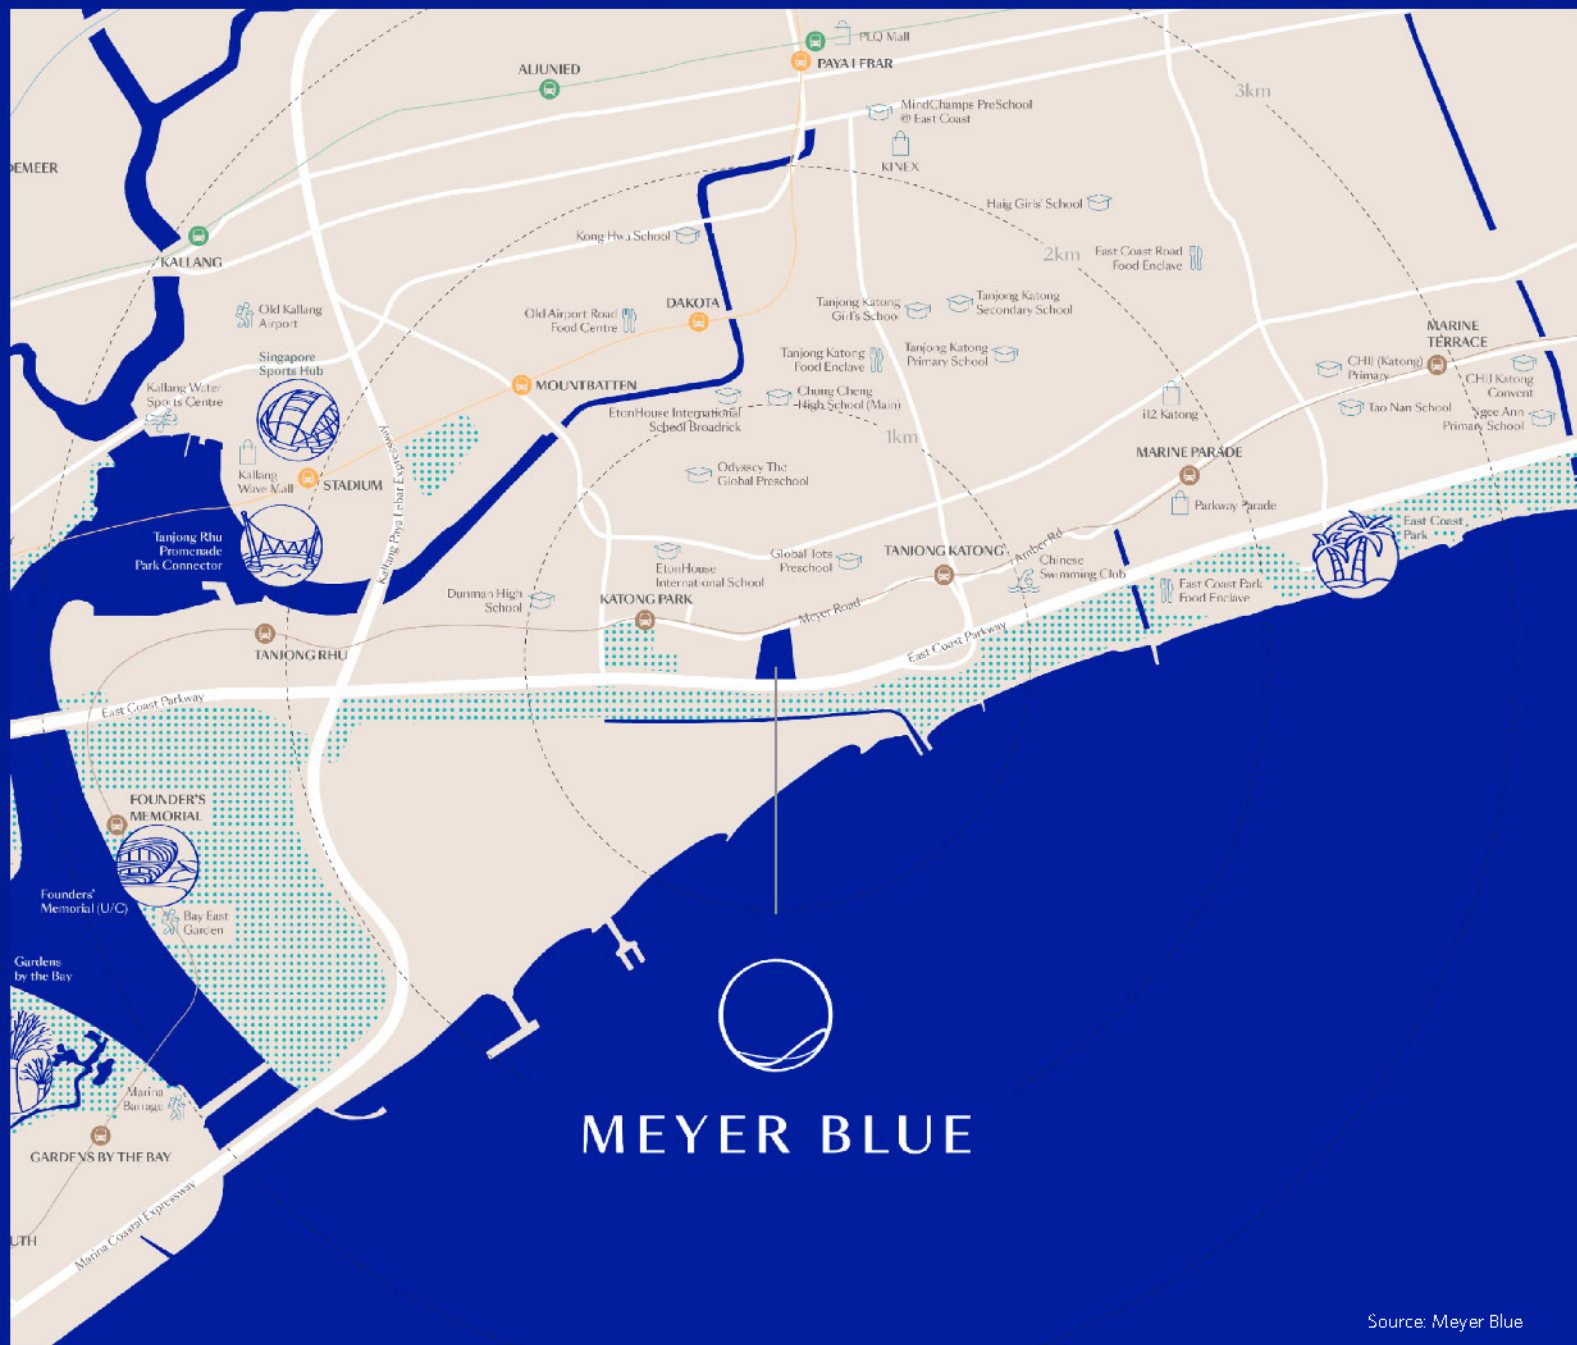 PLQ Mall
PAYA LEBAR
ALJUNIED
3km
MindChamps PreSchool
@ East Coast
KINEX
DEMEER
Haig Girls' School
Kong Hwa School
2km
East Coast Road
Food Enclave
KALLANG
Old Kallang
Airport
Old Airport Road
Food Centre
DAKOTA
Tanjong Katong
Girl's School
Tanjong Katong
Secondary School
MARINE
TERRACE
Singapore
Sports Hub
Tanjong Katong
Food Enclave
Tanjong Katong
Primary School
CHIJ (Katong)
Primary
CHIJ Katong
Convent
Kallang Water
Sports Centre
MOUNTBATTEN
EtonHouse International
School Broadrick
Chung Cheng
High School (Main)
i12 Katong
Tao Nan School
Ngee Ann
Primary School
1km
MARINE PARADE
Kallang
Wave Mall
STADIUM
Kallang Paya Lebar Expressway
Odyssey The
Global Preschool
Parkway Parade
East Coast
Park
Tanjong Rhu
Promenade
Park Connector
EtonHouse
International School
Global Tots
Preschool
TANJONG KATONG
Amber Rd
Chinese
Swimming Club
East Coast Park
Food Enclave
Dunman High
School
KATONG PARK
Meyer Road
East Coast Parkway
TANJONG RHU
East Coast Parkway
FOUNDER'S
MEMORIAL
Founders'
Memorial (U/C)
Bay East
Garden
Gardens
by the Bay
Marina
Barrage
GARDENS BY THE BAY
Marina Coastal Expressway
UTH
MEYER BLUE
Source: Meyer Blue